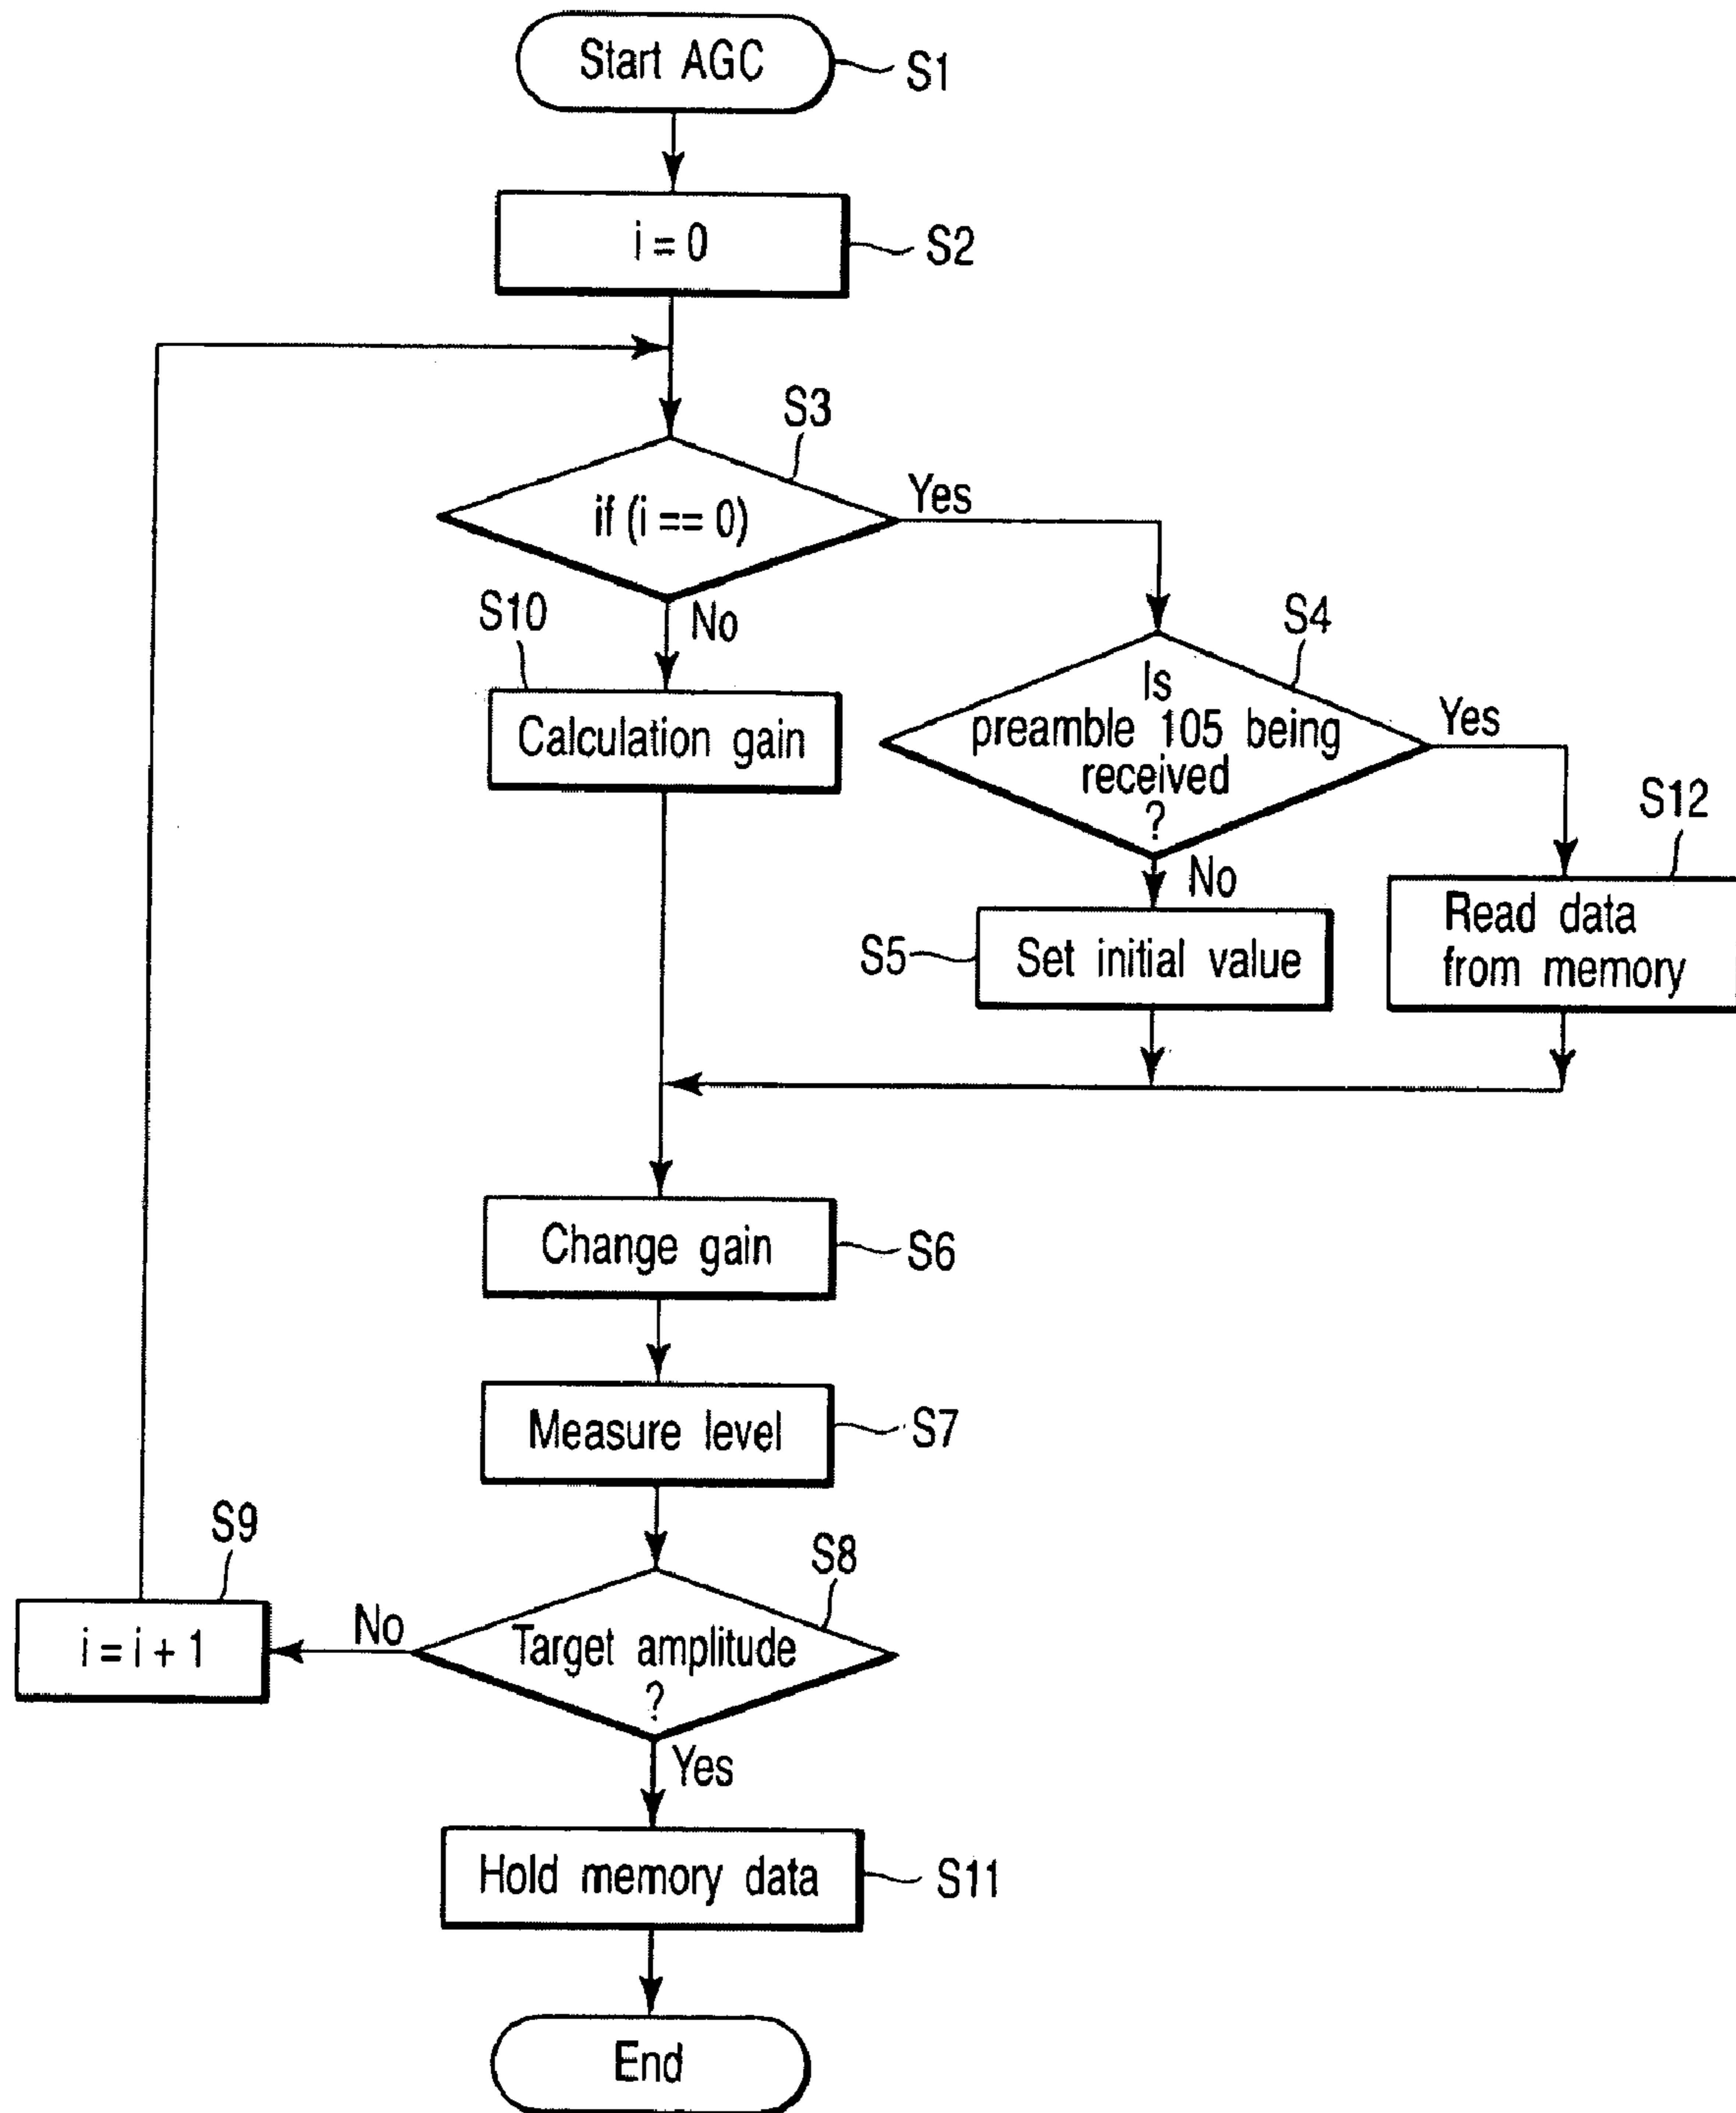 Start AGC
S1
i = 0
S2
S3
if (i == 0)
Yes
No
S10
Calculation gain
S4
Is
preamble 105 being
received
?
Yes
No
S12
Read data
from memory
S5
Set initial value
Change gain
S6
Measure level
S7
S8
Target amplitude
?
No
S9
i = i + 1
Yes
Hold memory data
S11
End